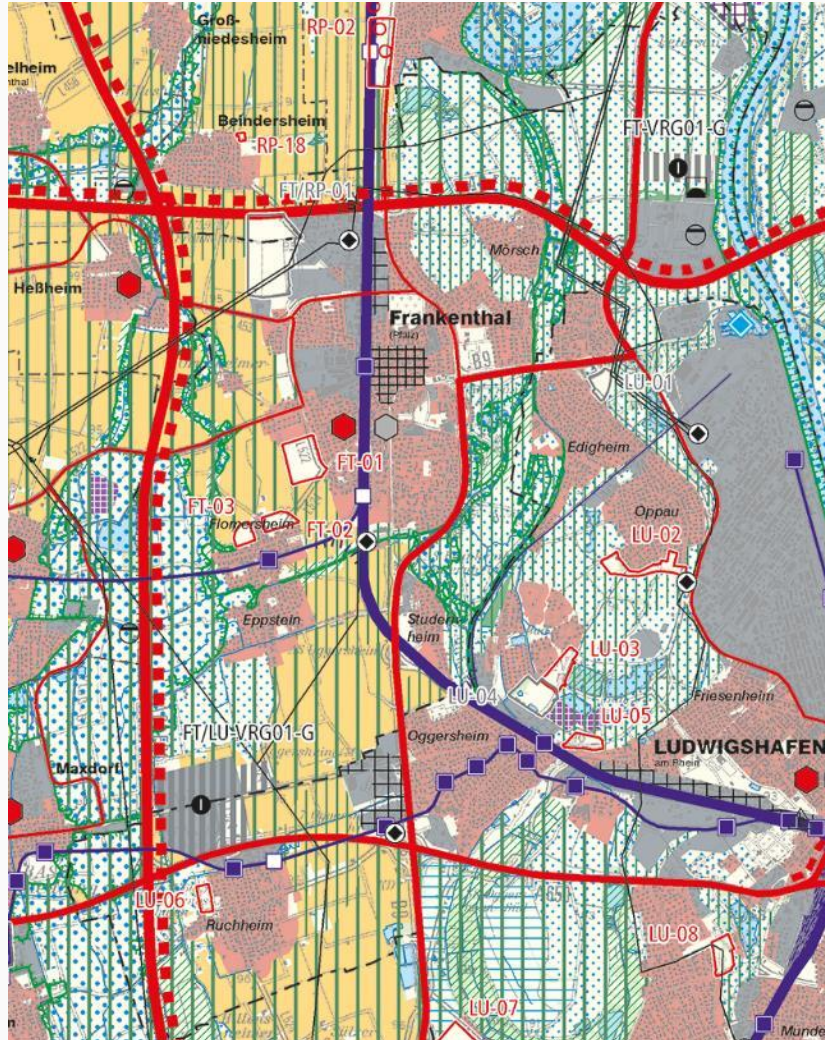 Groß-
niedesheim
RP-02
elheim
nthal
L 458
Beindersheim
RP-18
FT-VRG01-G
FT/RP-01
Mörsch
Heßheim
Frankenthal
(Pfalz)
B9
LU-01
Edigheim
L 522
FT-01
FT-03
Flomersheim
FT-02
Oppau
LU-02
Eppstein
Studern-
heim
LU-03
LU-04
Friesenheim
FT/LU-VRG01-G
LU-05
Oggersheim
LUDWIGSHAFEN
am Rhein
Maxdorf
LU-06
Ruchheim
LU-08
LU-07
Munde